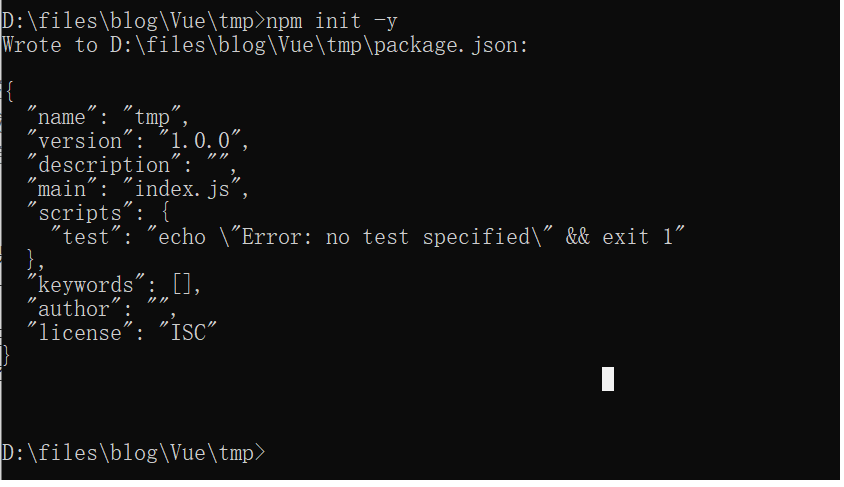 D:\files\blog\Vue\tmp>npm init -y
Wrote to D:\files\blog\Vue\tmp\package.json:
{
"name": "tmp",
"version": "1.0.0",
"description": "",
"main": "index.js",
"scripts": {
"test": "echo \"Error: no test specified\" && exit 1"
},
"keywords": [],
"author": "",
"license": "ISC"
}
D:\files\blog\Vue\tmp>